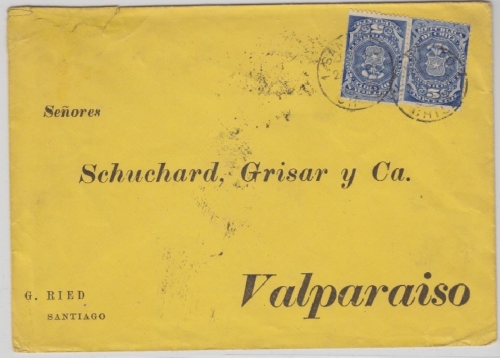 Señores
Schuchard, Grisar y Ca.
Valparaiso
G. RIED
SANTIAGO